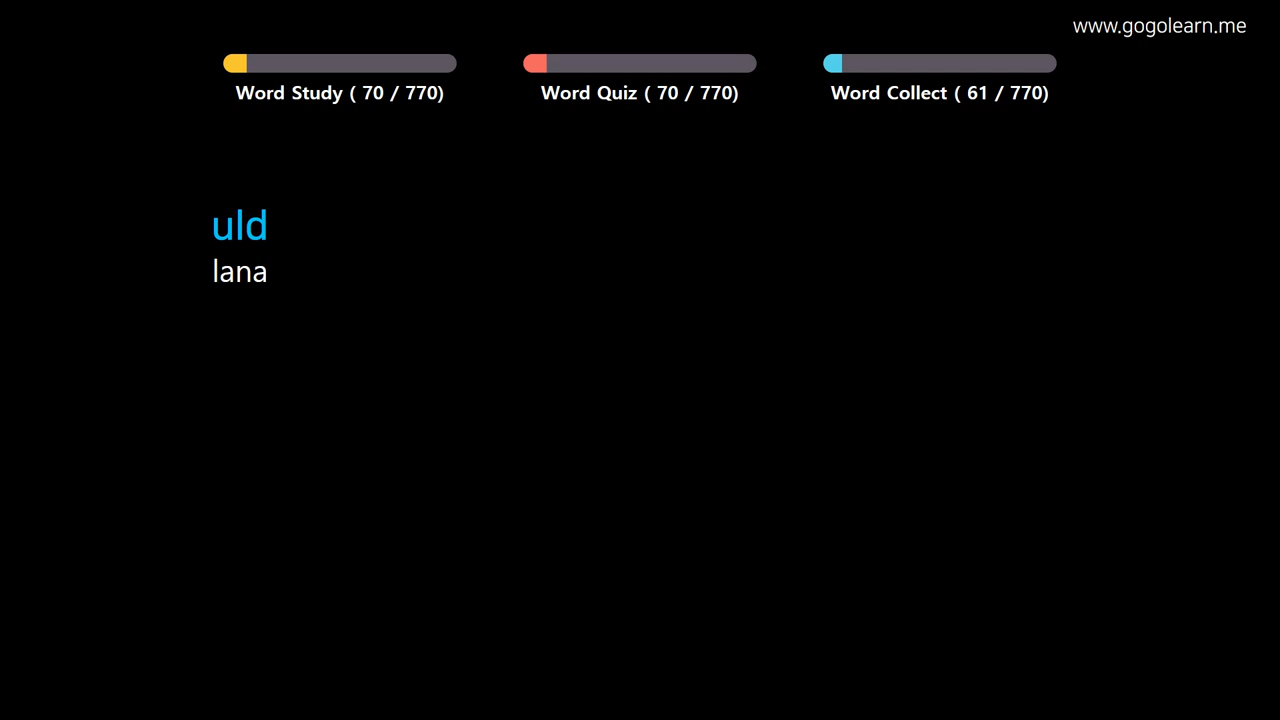 www.gogolearn.me
Word Study ( 70 / 770)
Word Quiz ( 70 / 770)
Word Collect ( 61 / 770)
uld
lana